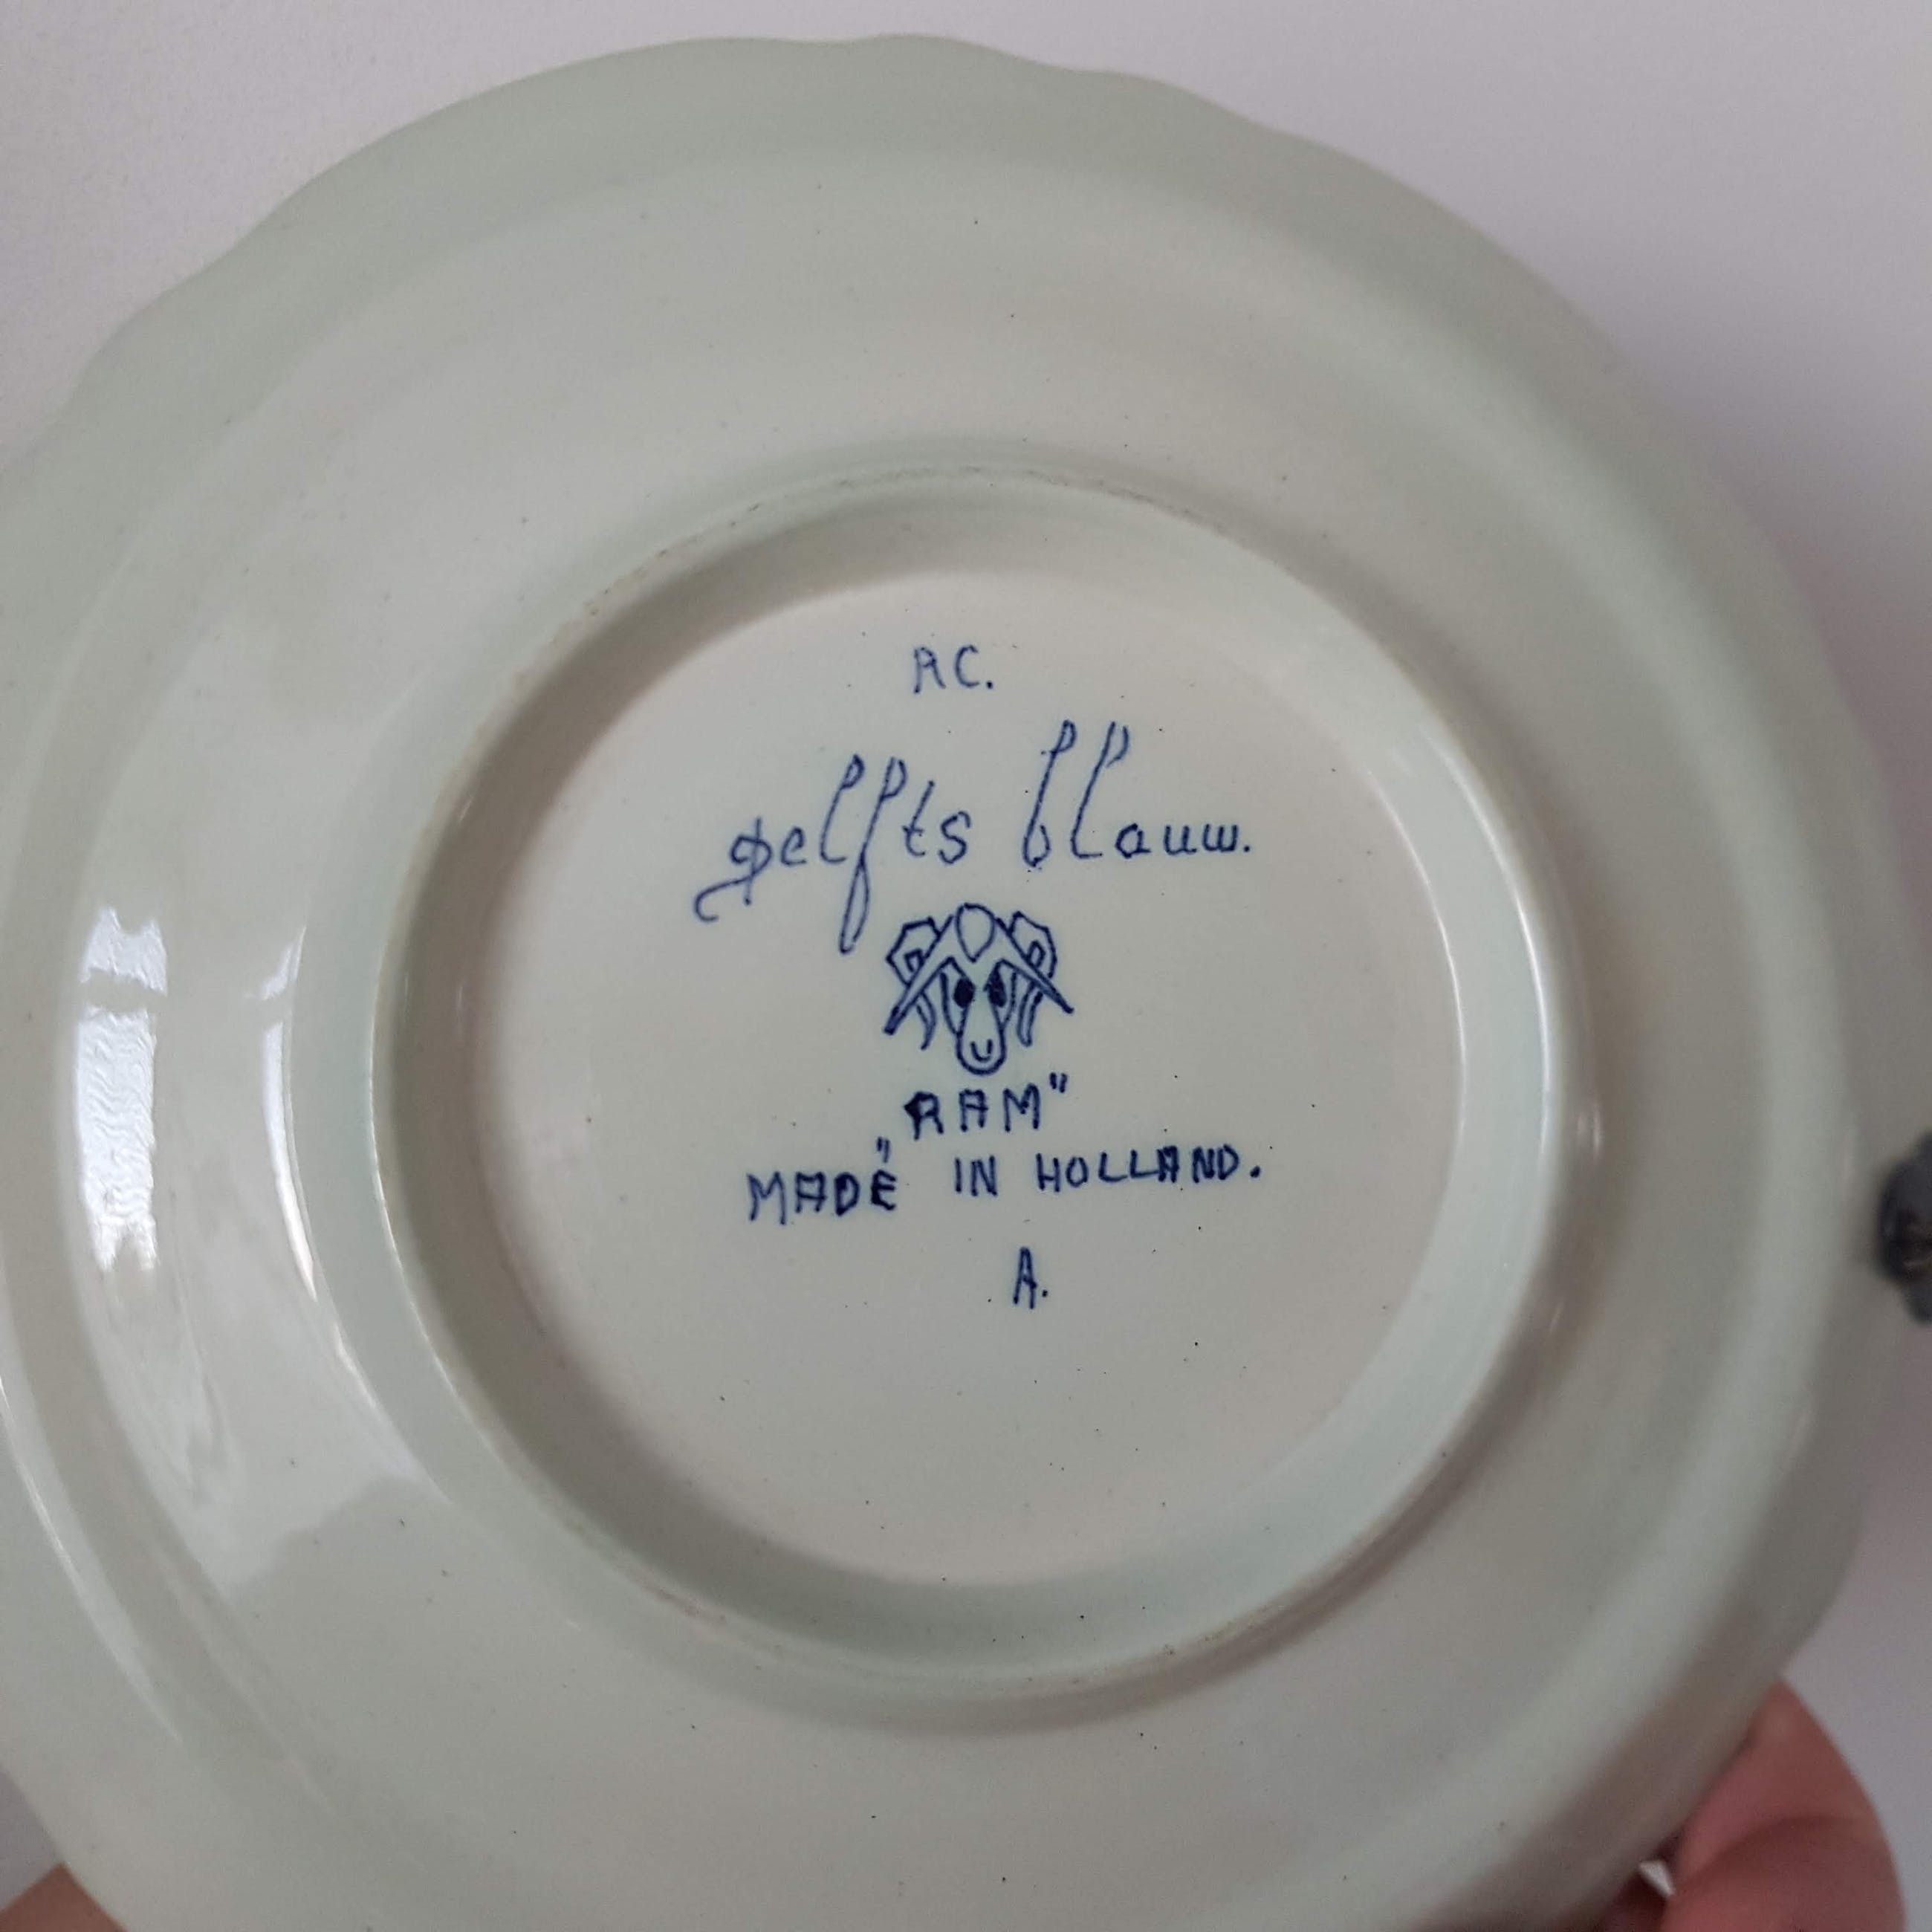 RC.
Delfts blauw.
„RAM”
MADE IN HOLLAND.
A.